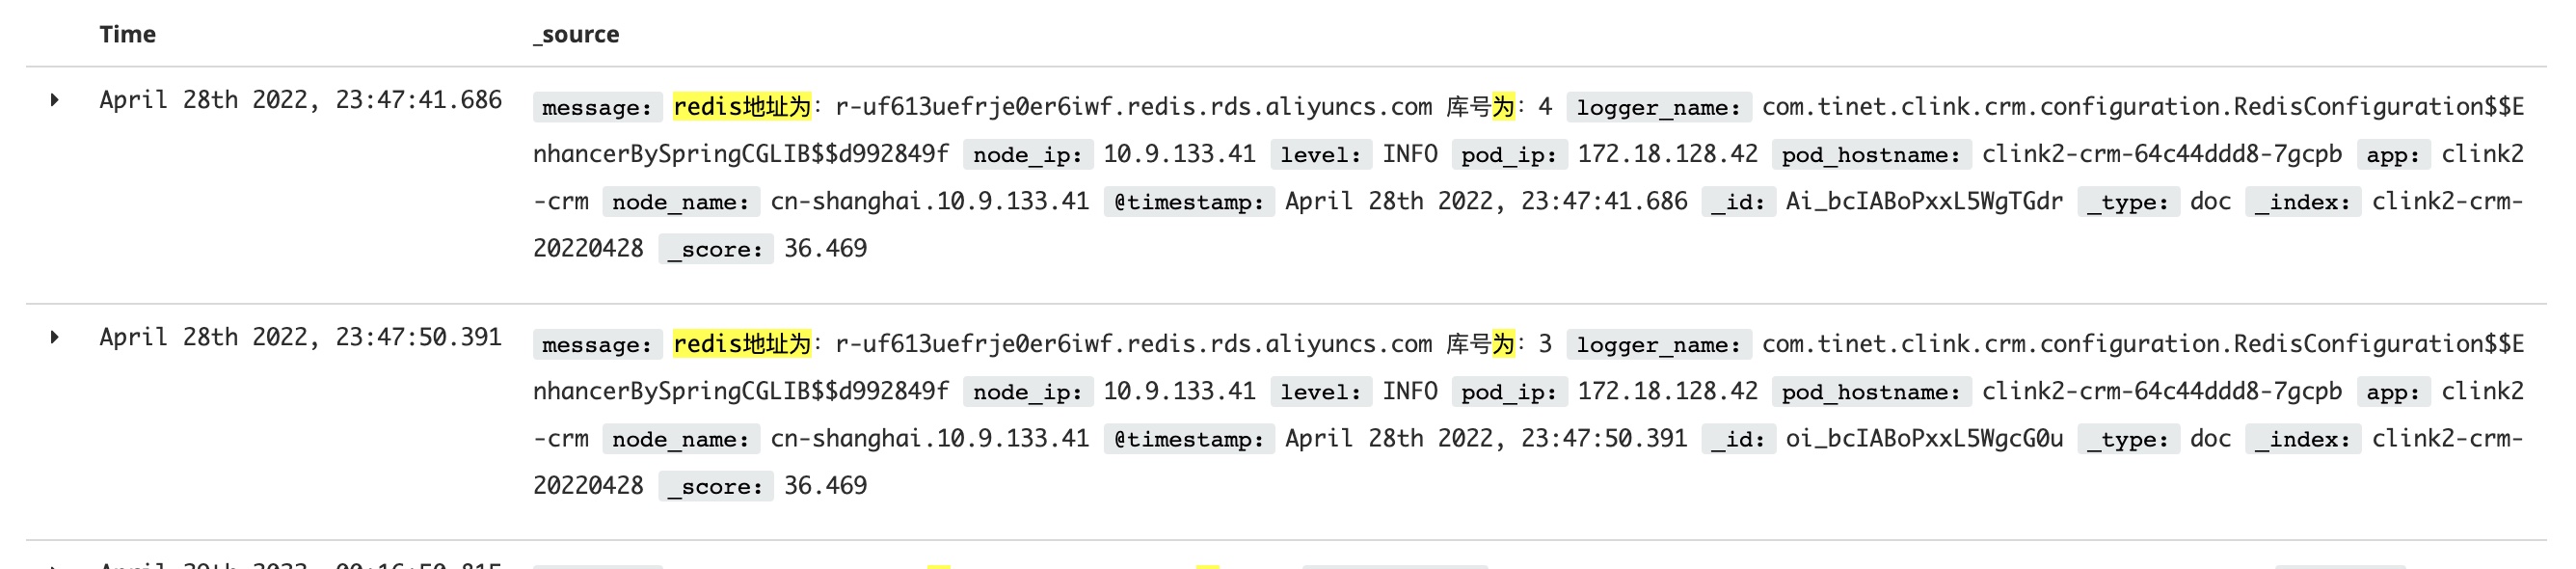 Time _source
April 28th 2022, 23:47:41.686 message: redis地址为: r-uf613uefrje0er6iwf.redis.rds.aliyuncs.com 库号为: 4 logger_name: com.tinet.clink.crm.configuration.RedisConfiguration$$E
nhancerBySpringCGLIB$$d992849f node_ip: 10.9.133.41 level: INFO pod_ip: 172.18.128.42 pod_hostname: clink2-crm-64c44ddd8-7gcpb app: clink2
-crm node_name: cn-shanghai.10.9.133.41 @timestamp: April 28th 2022, 23:47:41.686 _id: Ai_bcIABoPxxL5WgTGdr _type: doc _index: clink2-crm-
20220428 _score: 36.469
April 28th 2022, 23:47:50.391 message: redis地址为: r-uf613uefrje0er6iwf.redis.rds.aliyuncs.com 库号为: 3 logger_name: com.tinet.clink.crm.configuration.RedisConfiguration$$E
nhancerBySpringCGLIB$$d992849f node_ip: 10.9.133.41 level: INFO pod_ip: 172.18.128.42 pod_hostname: clink2-crm-64c44ddd8-7gcpb app: clink2
-crm node_name: cn-shanghai.10.9.133.41 @timestamp: April 28th 2022, 23:47:50.391 _id: oi_bcIABoPxxL5WgcG0u _type: doc _index: clink2-crm-
20220428 _score: 36.469